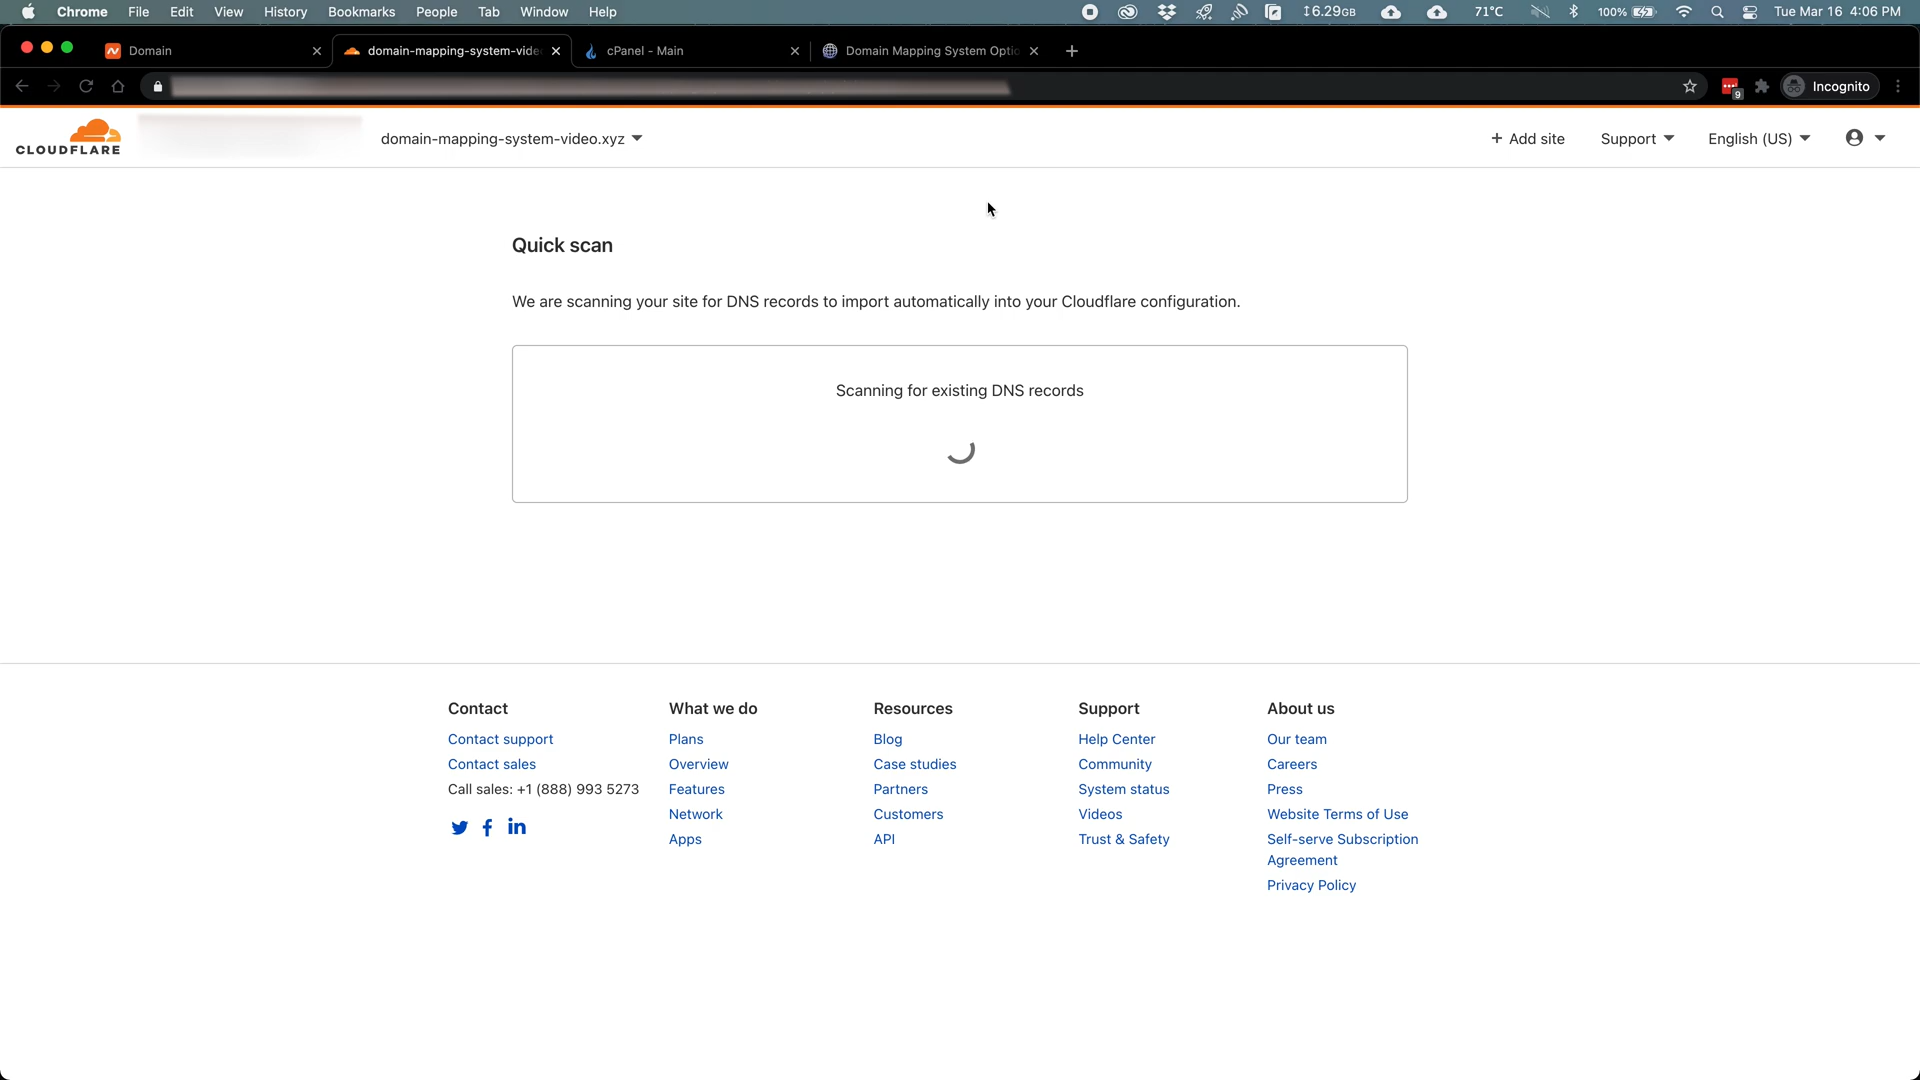 Chrome File Edit View History Bookmarks People Tab Window Help 6.29GB 71°C 100% Tue Mar 16 4:06 PM
Domain domain-mapping-system-vide cPanel - Main Domain Mapping System Optio
9 Incognito
CLOUDFLARE domain-mapping-system-video.xyz + Add site Support English (US)
Quick scan
We are scanning your site for DNS records to import automatically into your Cloudflare configuration.
Scanning for existing DNS records
Contact
Contact support
Contact sales
Call sales: +1 (888) 993 5273
What we do
Plans
Overview
Features
Network
Apps
Resources
Blog
Case studies
Partners
Customers
API
Support
Help Center
Community
System status
Videos
Trust & Safety
About us
Our team
Careers
Press
Website Terms of Use
Self-serve Subscription
Agreement
Privacy Policy